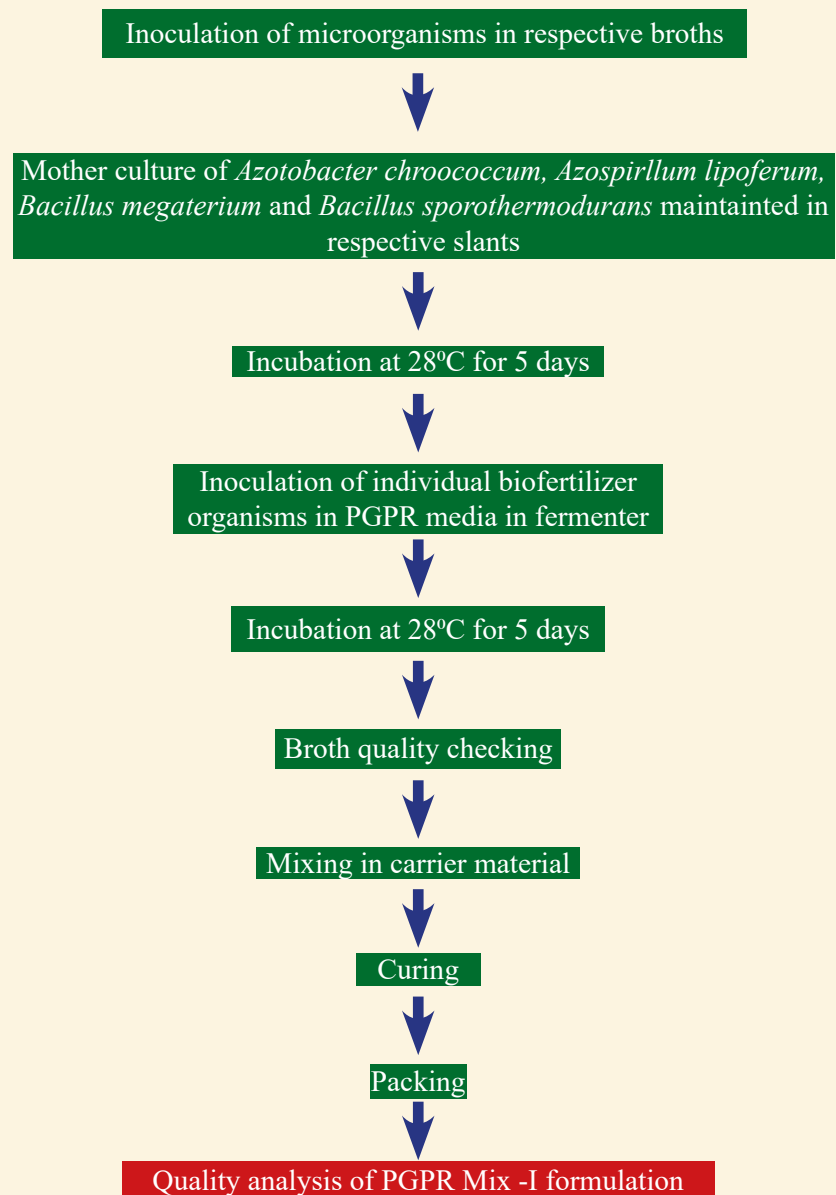 Inoculation of microorganisms in respective broths
Mother culture of Azotobacter chroococcum, Azospirllum lipoferum,
Bacillus megaterium and Bacillus sporothermodurans maintainted in
respective slants
Incubation at 28⁰C for 5 days
Inoculation of individual biofertilizer
organisms in PGPR media in fermenter
Incubation at 28⁰C for 5 days
Broth quality checking
Mixing in carrier material
Curing
Packing
Quality analysis of PGPR Mix -I formulation